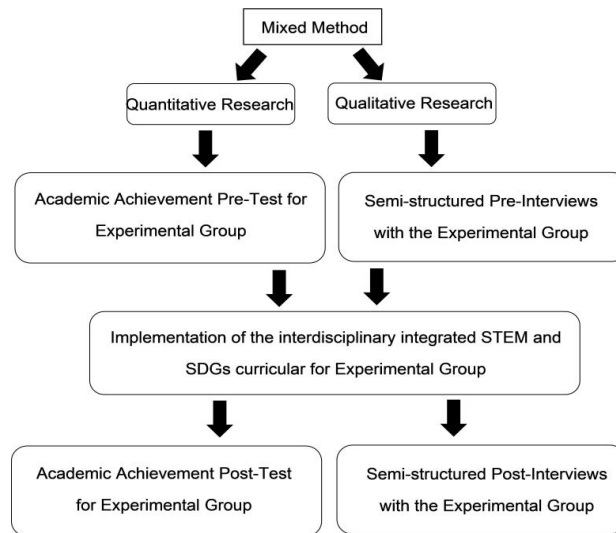 Mixed Method
Quantitative Research
Qualitative Research
Academic Achievement Pre-Test for
Experimental Group
Semi-structured Pre-Interviews
with the Experimental Group
Implementation of the interdisciplinary integrated STEM and
SDGs curricular for Experimental Group
Academic Achievement Post-Test
for Experimental Group
Semi-structured Post-Interviews
with the Experimental Group